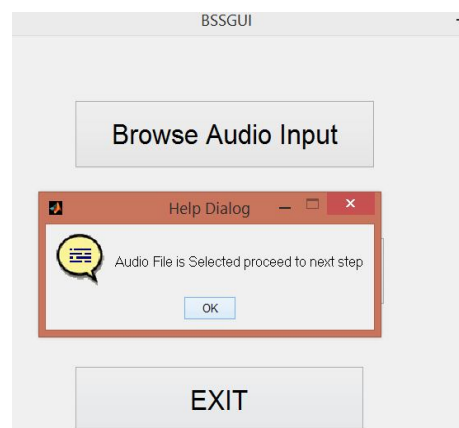 BSSGUI
Browse Audio Input
Help Dialog
Audio File is Selected proceed to next step
OK
EXIT